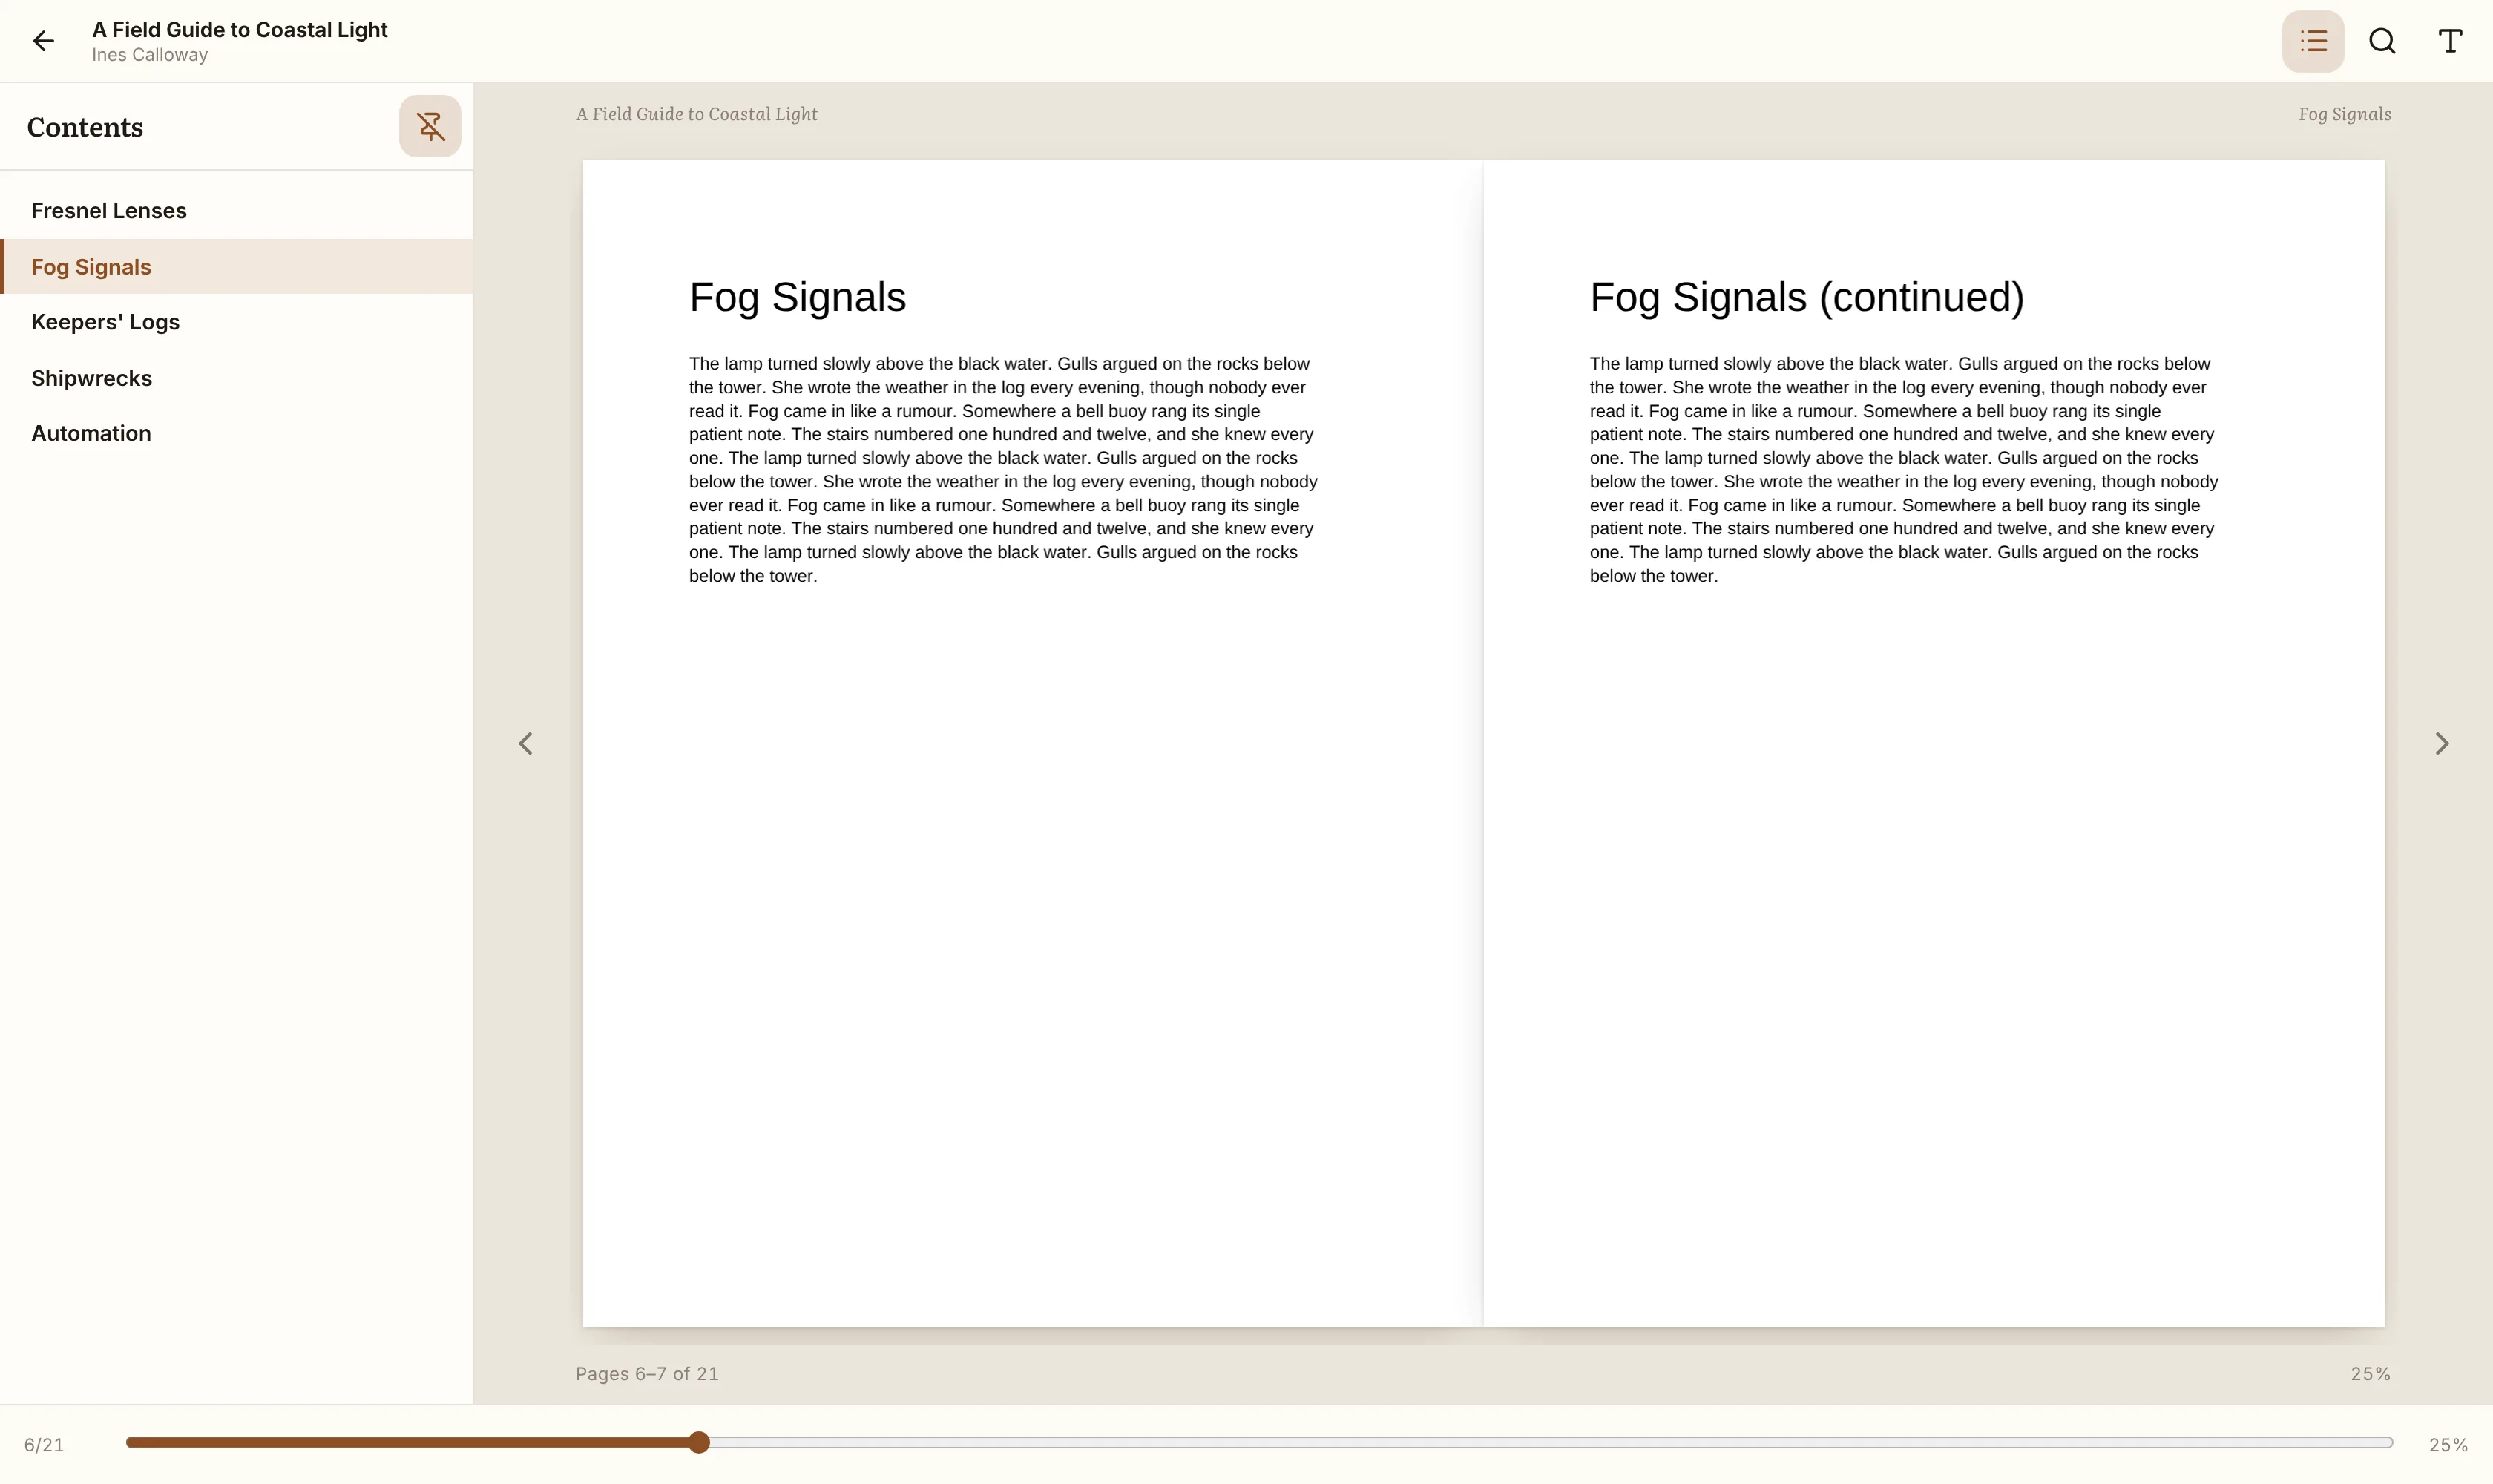 A Field Guide to Coastal Light
Ines Calloway
Contents
Fresnel Lenses
Fog Signals
Keepers' Logs
Shipwrecks
Automation
A Field Guide to Coastal Light
Fog Signals
Fog Signals
The lamp turned slowly above the black water. Gulls argued on the rocks below
the tower. She wrote the weather in the log every evening, though nobody ever
read it. Fog came in like a rumour. Somewhere a bell buoy rang its single
patient note. The stairs numbered one hundred and twelve, and she knew every
one. The lamp turned slowly above the black water. Gulls argued on the rocks
below the tower. She wrote the weather in the log every evening, though nobody
ever read it. Fog came in like a rumour. Somewhere a bell buoy rang its single
patient note. The stairs numbered one hundred and twelve, and she knew every
one. The lamp turned slowly above the black water. Gulls argued on the rocks
below the tower.
Fog Signals (continued)
The lamp turned slowly above the black water. Gulls argued on the rocks below
the tower. She wrote the weather in the log every evening, though nobody ever
read it. Fog came in like a rumour. Somewhere a bell buoy rang its single
patient note. The stairs numbered one hundred and twelve, and she knew every
one. The lamp turned slowly above the black water. Gulls argued on the rocks
below the tower. She wrote the weather in the log every evening, though nobody
ever read it. Fog came in like a rumour. Somewhere a bell buoy rang its single
patient note. The stairs numbered one hundred and twelve, and she knew every
one. The lamp turned slowly above the black water. Gulls argued on the rocks
below the tower.
Pages 6–7 of 21
25%
6/21
25%